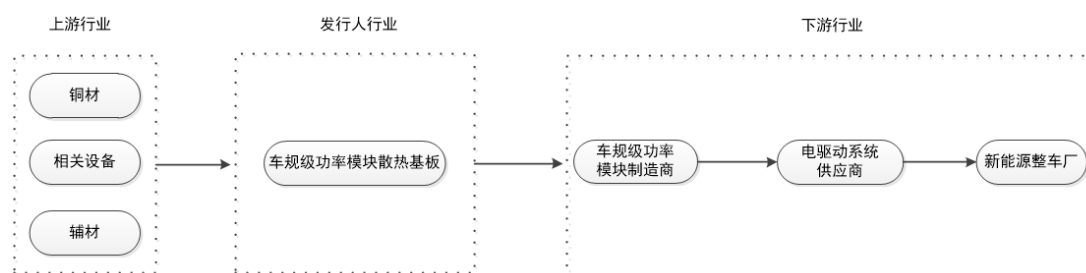 上游行业
发行人行业
下游行业
铜材
相关设备
辅材
车规级功率模块散热基板
车规级功率
模块制造商
电驱动系统
供应商
新能源整车厂